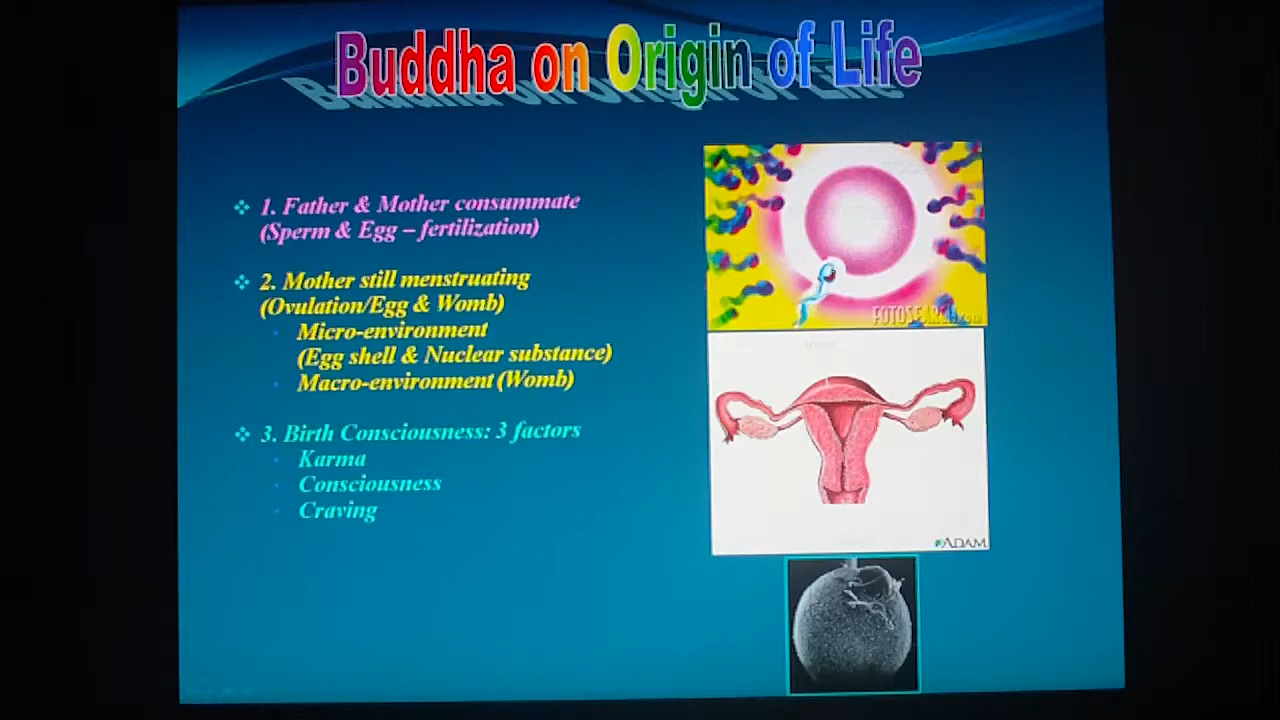 Buddha on Origin of Life
1. Father & Mother consummate
(Sperm & Egg – fertilization)
2. Mother still menstruating
(Ovulation/Egg & Womb)
Micro-environment
(Egg shell & Nuclear substance)
Macro-environment (Womb)
3. Birth Consciousness: 3 factors
Karma
Consciousness
Craving
ADAM